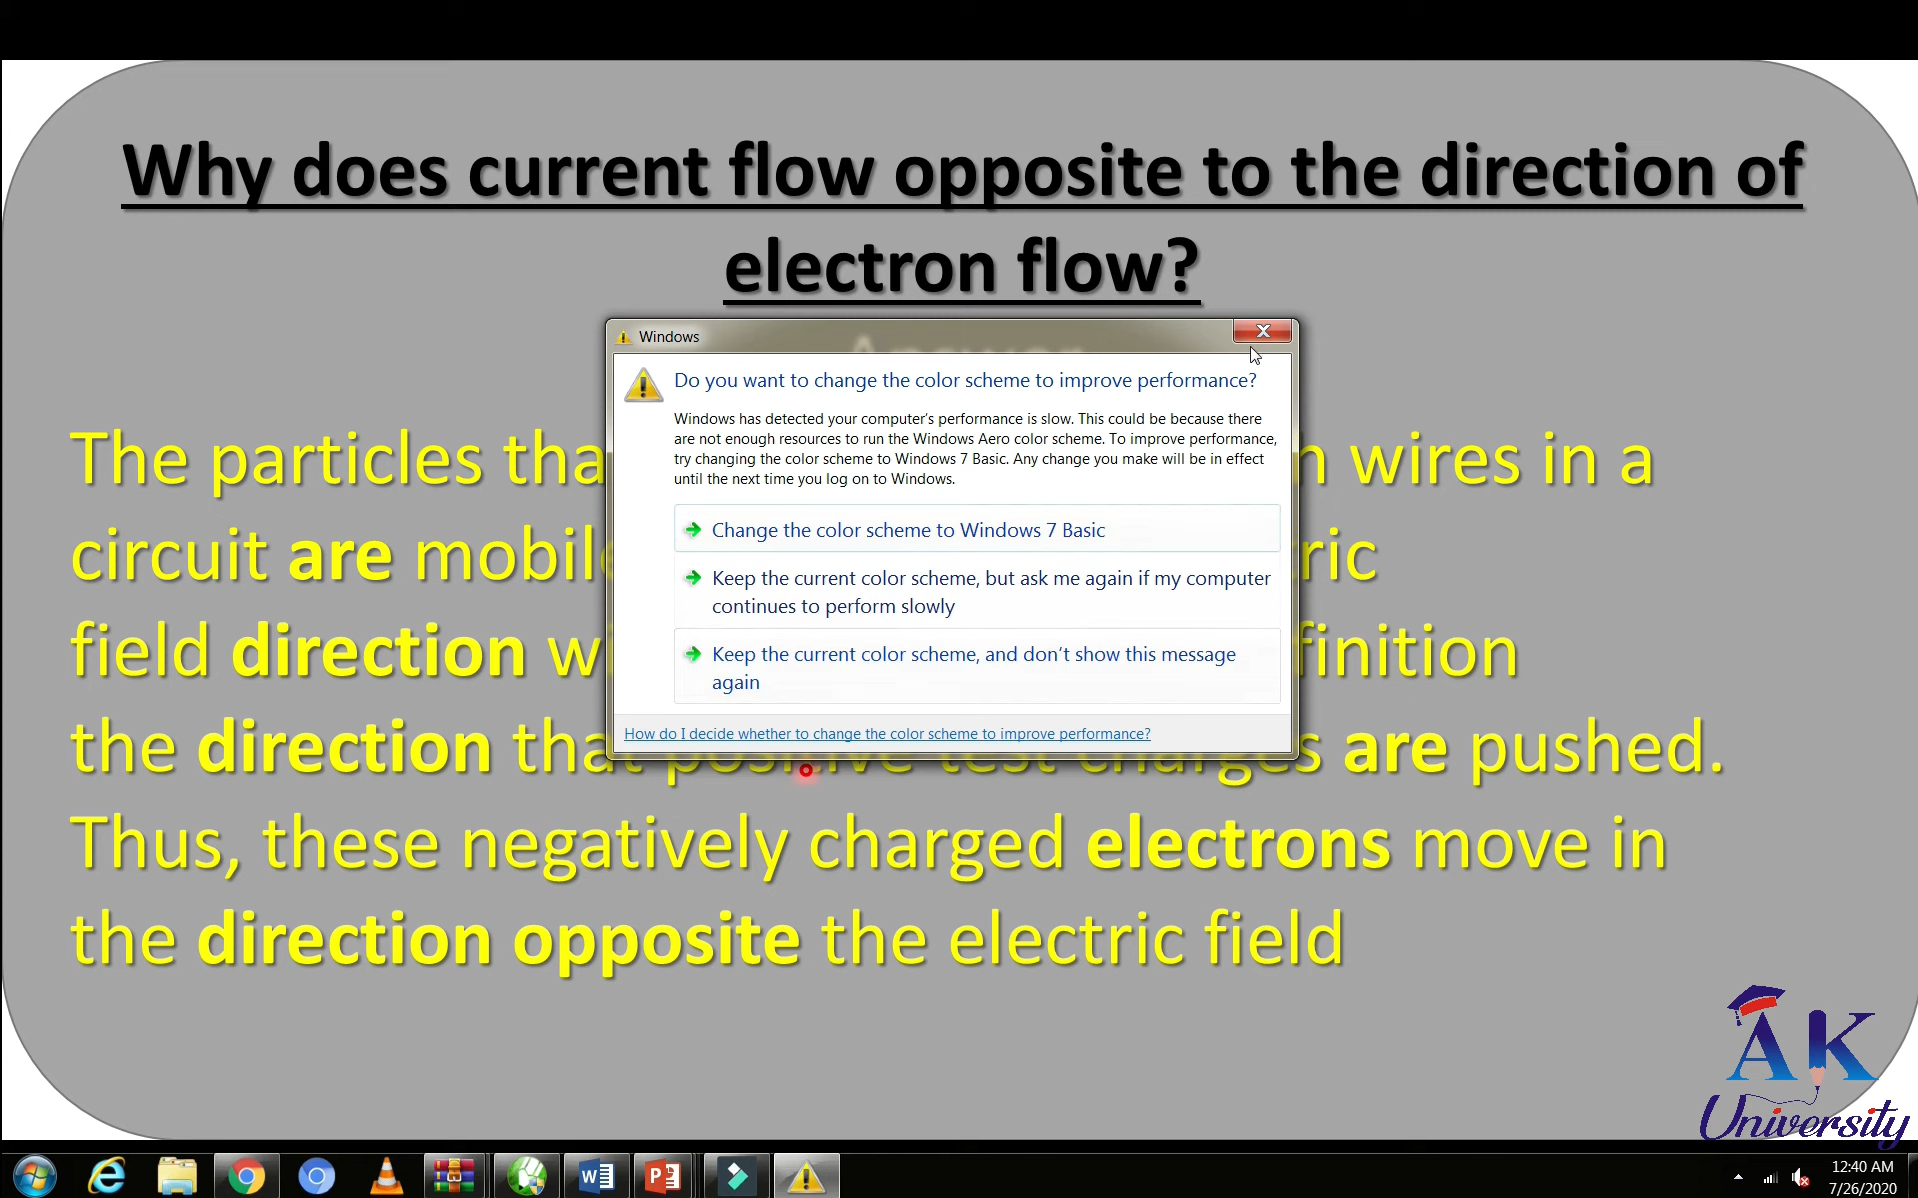 Why does current flow opposite to the direction of
electron flow?
Windows
Do you want to change the color scheme to improve performance?
Windows has detected your computer's performance is slow. This could be because there
are not enough resources to run the Windows Aero color scheme. To improve performance,
try changing the color scheme to Windows 7 Basic. Any change you make will be in effect
until the next time you log on to Windows.
Change the color scheme to Windows 7 Basic
Keep the current color scheme, but ask me again if my computer
continues to perform slowly
Keep the current color scheme, and don't show this message
again
How do I decide whether to change the color scheme to improve performance?
The particles wires in a
circuit are
field direction
the direction that positive test charges are pushed.
Thus, these negatively charged electrons move in
the direction opposite the electric field
AK
University
12:40 AM
7/26/2020